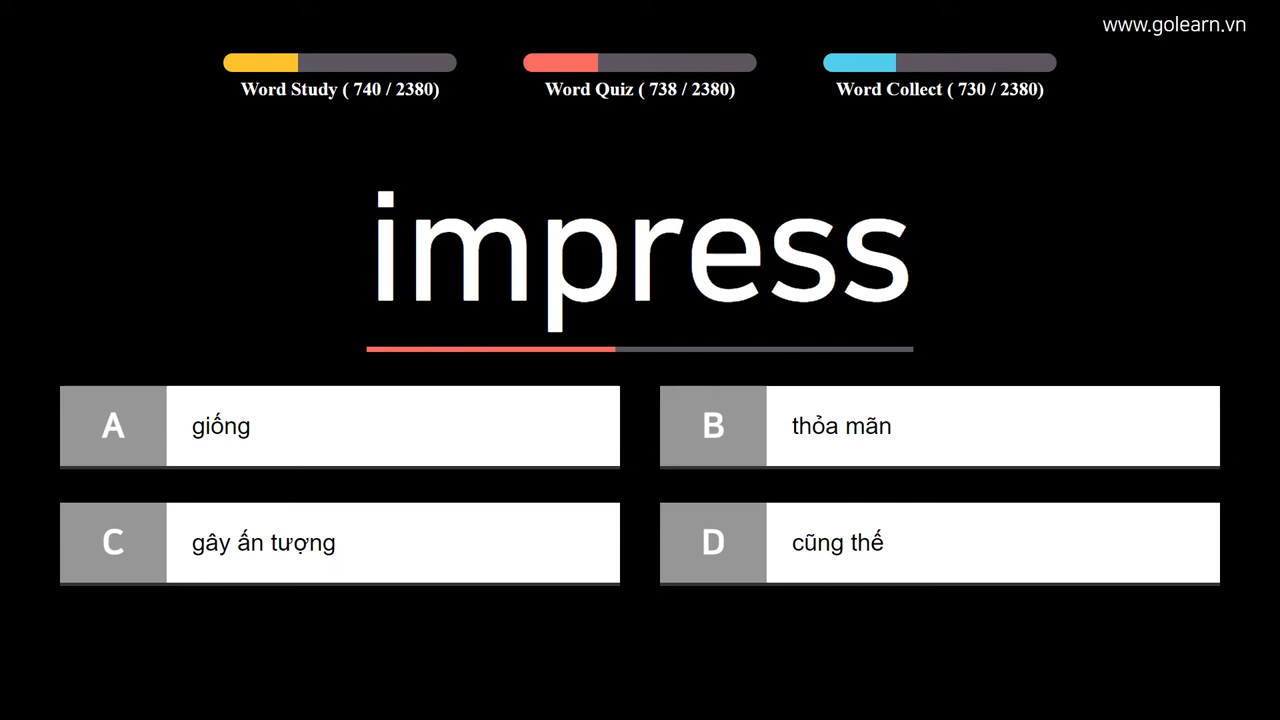 www.golearn.vn
Word Study ( 740 / 2380)
Word Quiz ( 738 / 2380)
Word Collect ( 730 / 2380)
impress
A giống
B thỏa mãn
C gây ấn tượng
D cũng thế